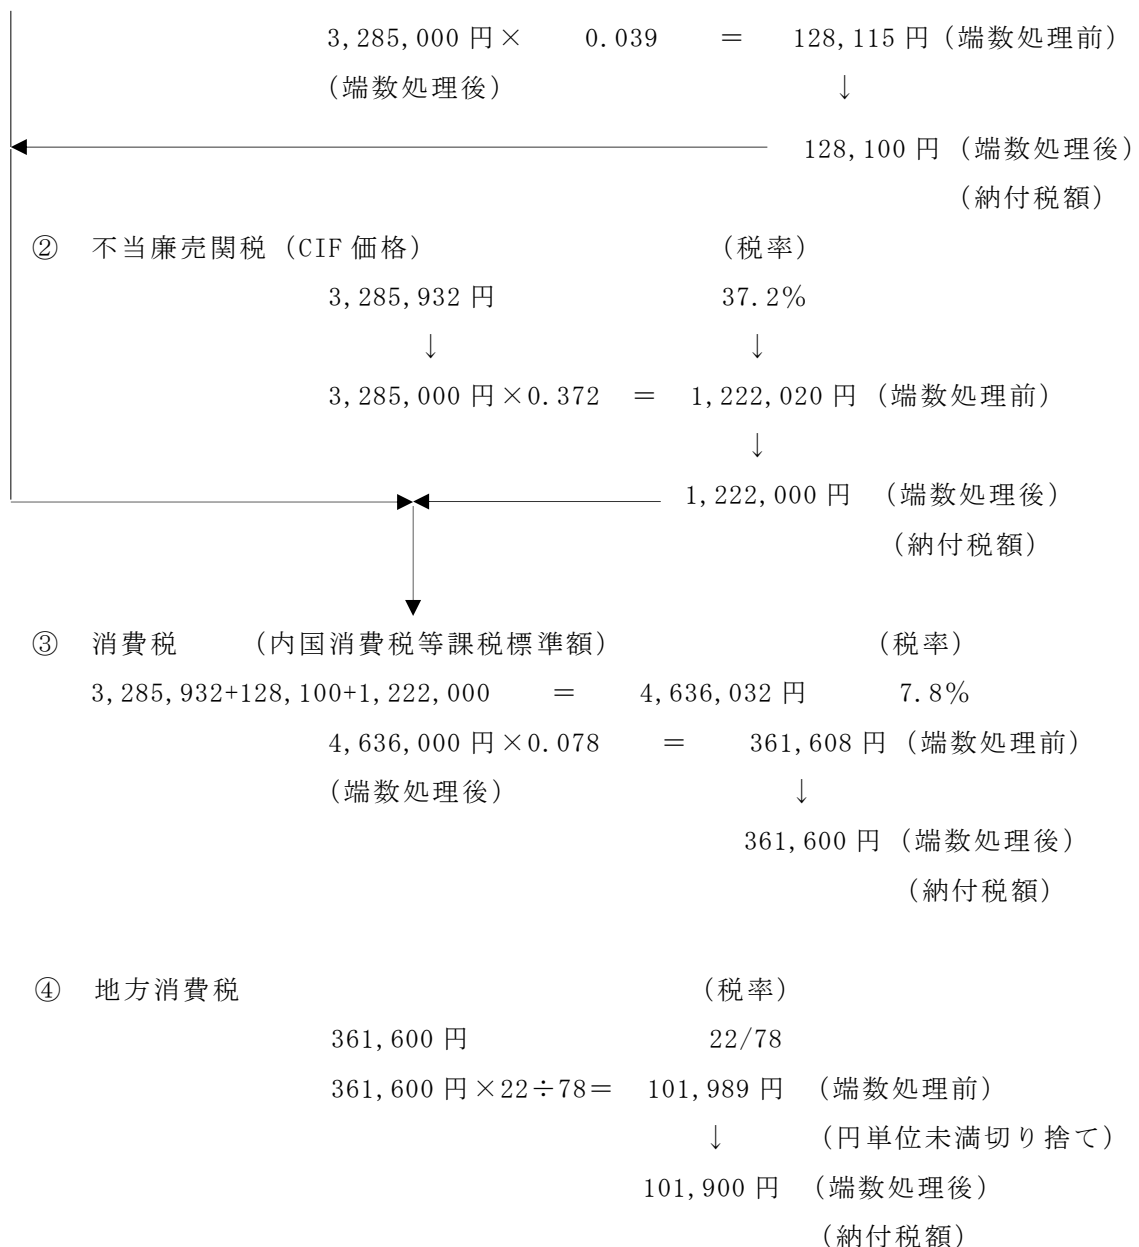 3,285,000 円× 0.039 = 128,115 円（端数処理前）
（端数処理後） ↓
128,100 円（端数処理後）
（納付税額）
② 不当廉売関税（CIF 価格） （税率）
3,285,932 円 37.2%
↓ ↓
3,285,000 円×0.372 = 1,222,020 円（端数処理前）
↓
1,222,000 円 （端数処理後）
（納付税額）
③ 消費税 （内国消費税等課税標準額） （税率）
3,285,932+128,100+1,222,000 = 4,636,032 円 7.8%
4,636,000 円×0.078 = 361,608 円（端数処理前）
（端数処理後） ↓
361,600 円（端数処理後）
（納付税額）
④ 地方消費税 （税率）
361,600 円 22/78
361,600 円×22÷78＝ 101,989 円 （端数処理前）
↓ （円単位未満切り捨て）
101,900 円 （端数処理後）
（納付税額）